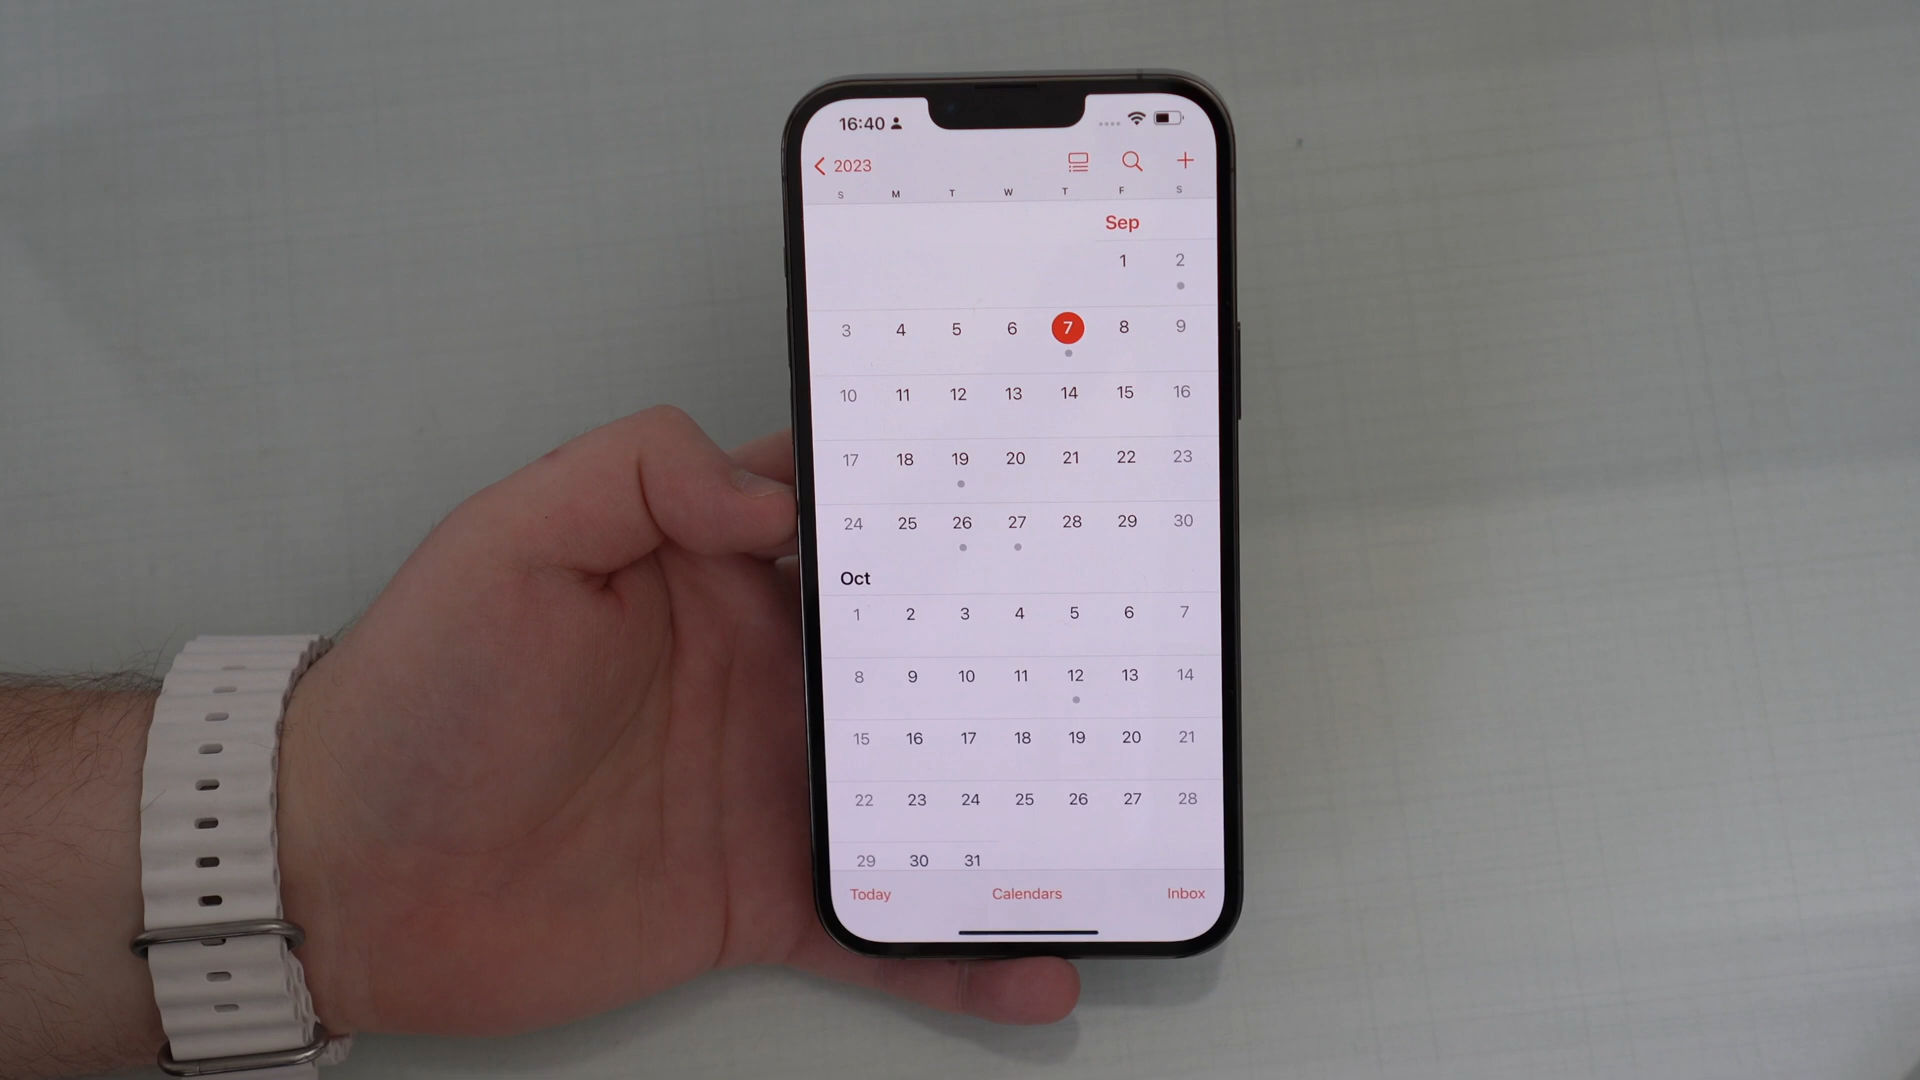 16:40
2023
S M T W T F S
Sep
1 2
3 4 5 6 7 8 9
10 11 12 13 14 15 16
17 18 19 20 21 22 23
24 25 26 27 28 29 30
Oct
1 2 3 4 5 6 7
8 9 10 11 12 13 14
15 16 17 18 19 20 21
22 23 24 25 26 27 28
29 30 31
Today Calendars Inbox